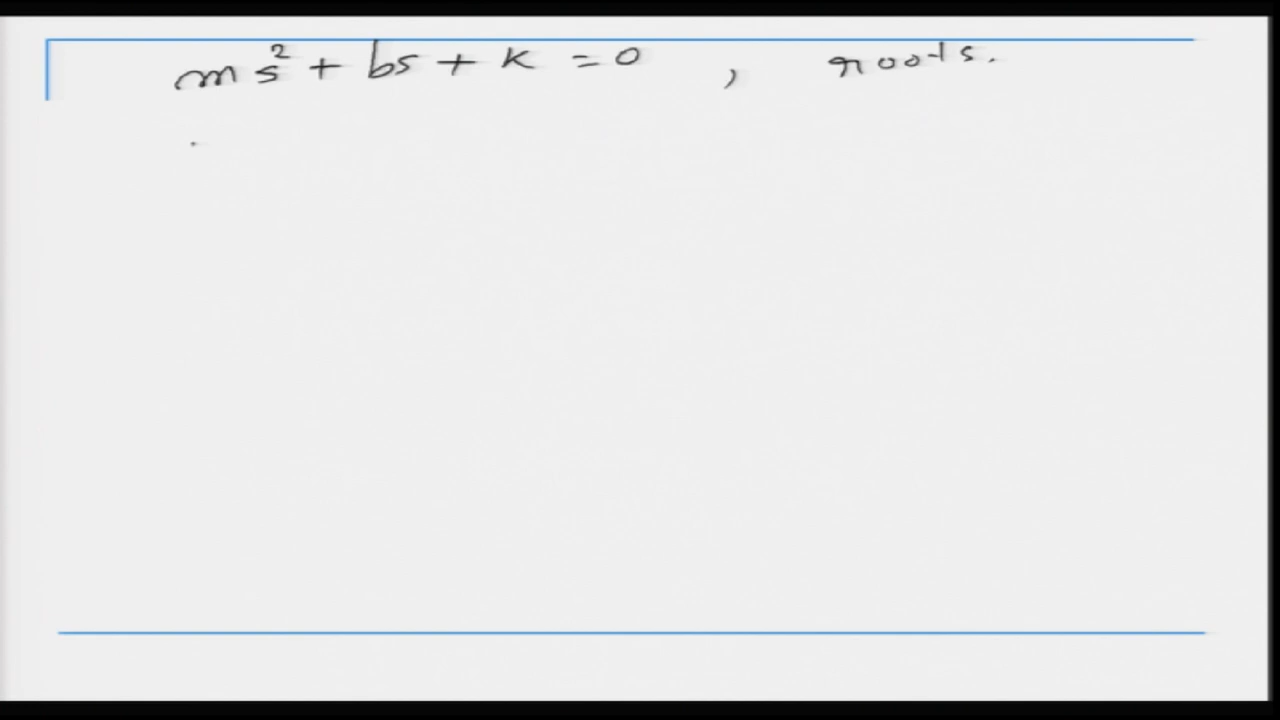 ms² + bs + k = 0 , roots.